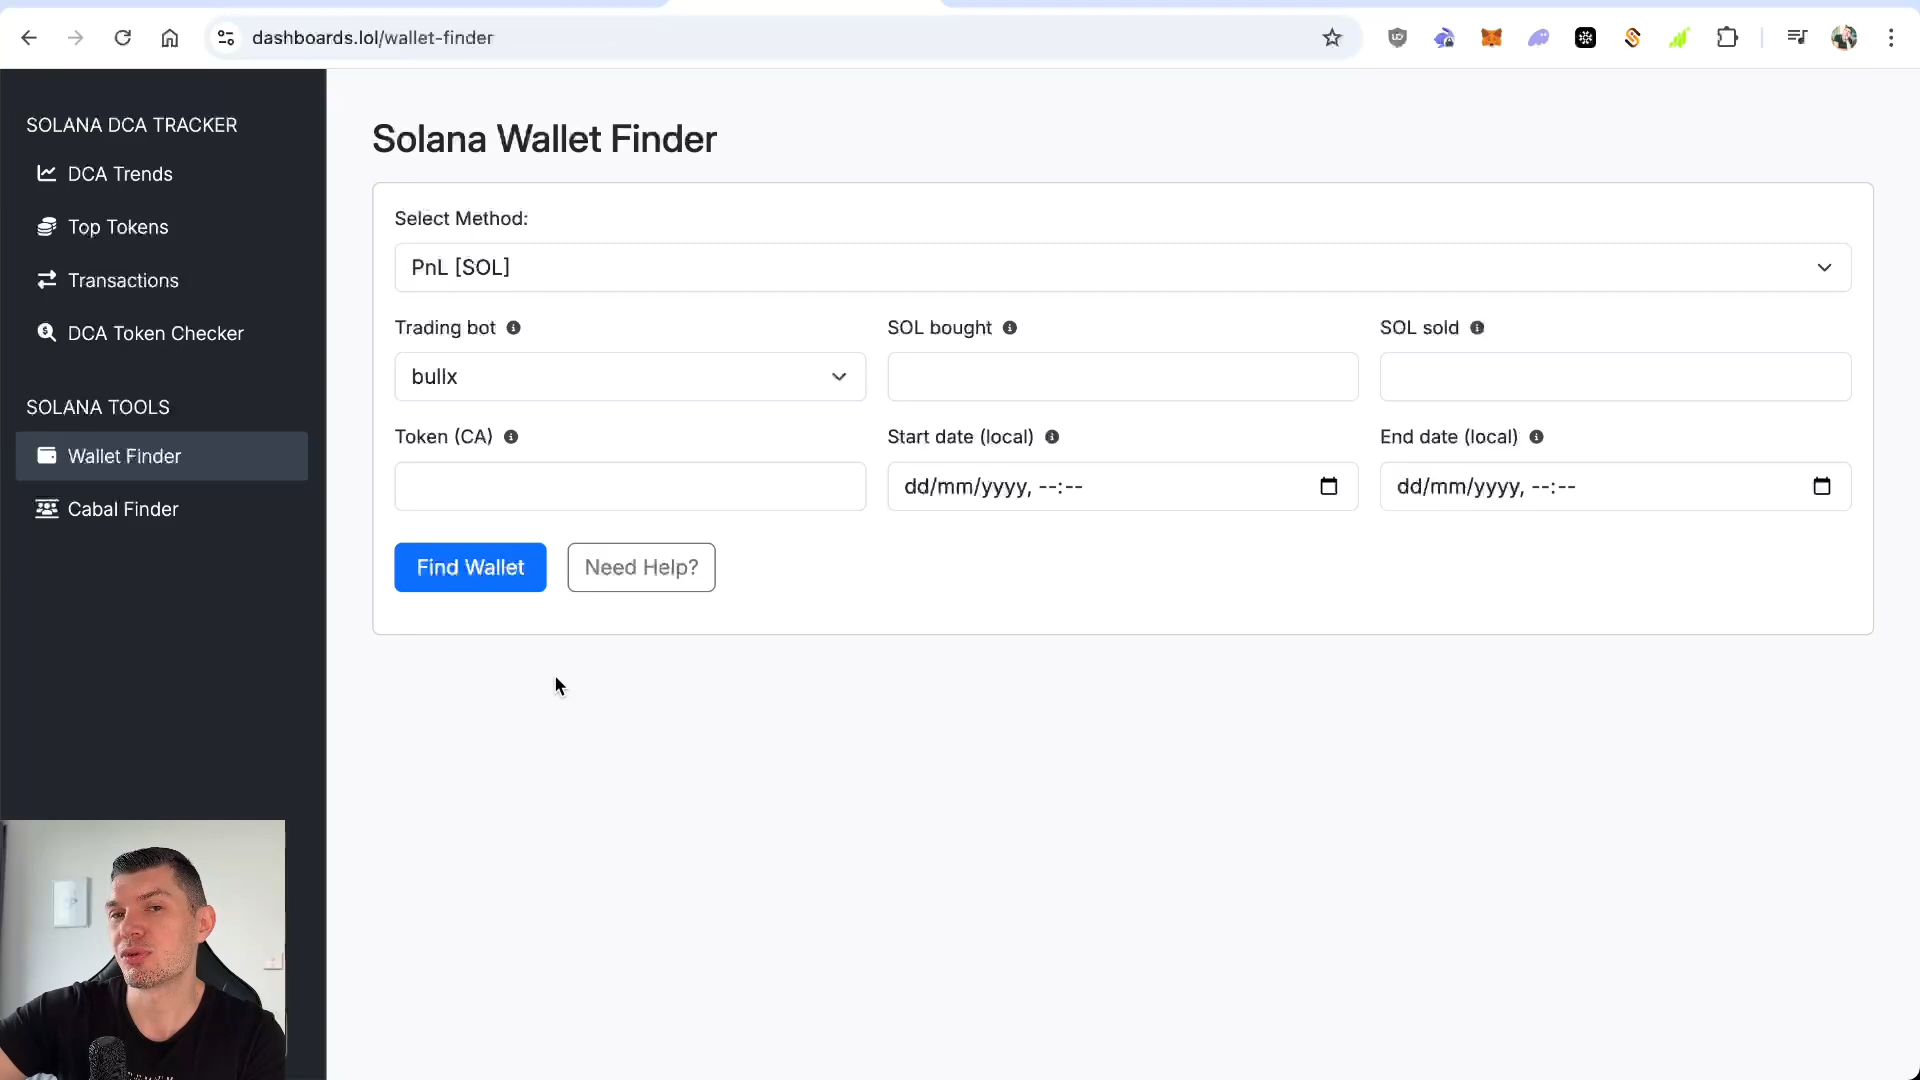 dashboards.lol/wallet-finder
SOLANA DCA TRACKER
DCA Trends
Top Tokens
Transactions
DCA Token Checker
SOLANA TOOLS
Wallet Finder
Cabal Finder
Solana Wallet Finder
Select Method:
PnL [SOL]
Trading bot
SOL bought
SOL sold
bullx
Token (CA)
Start date (local)
End date (local)
dd/mm/yyyy, --:--
dd/mm/yyyy, --:--
Find Wallet
Need Help?